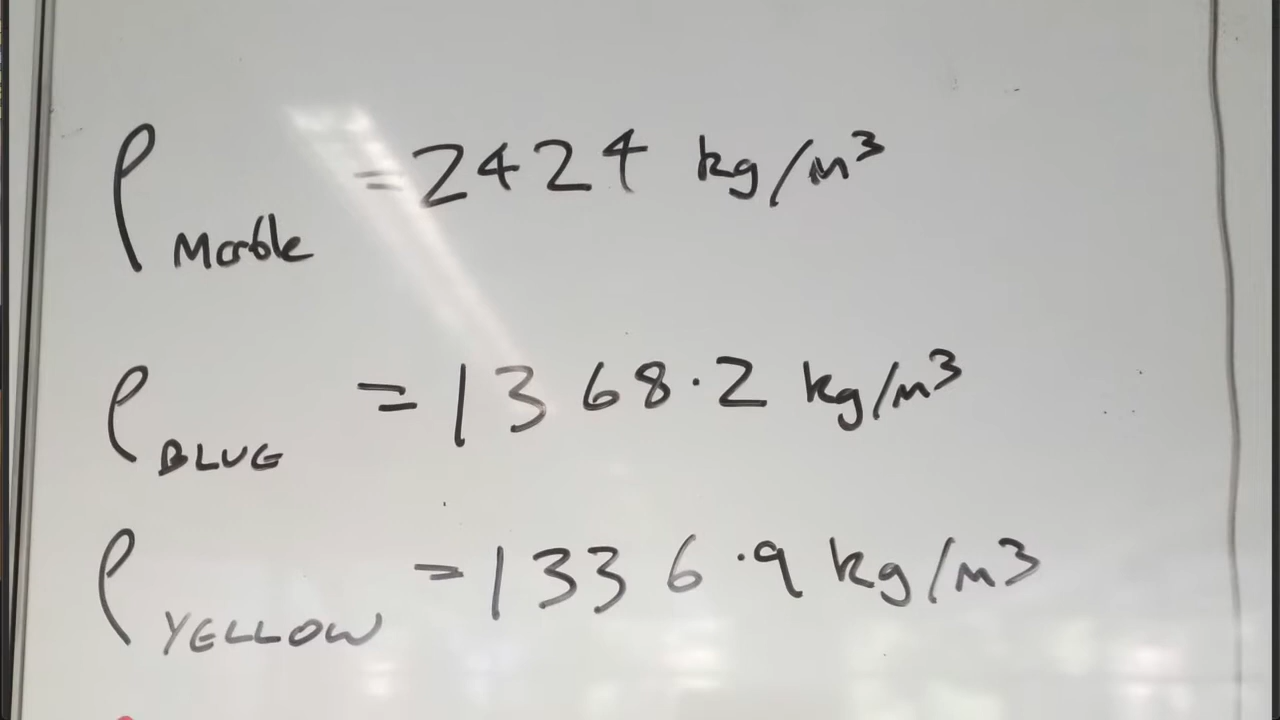 ρ Marble = 2424 kg/m³
ρ BLUE = 1368.2 kg/m³
ρ YELLOW = 1336.9 kg/m³